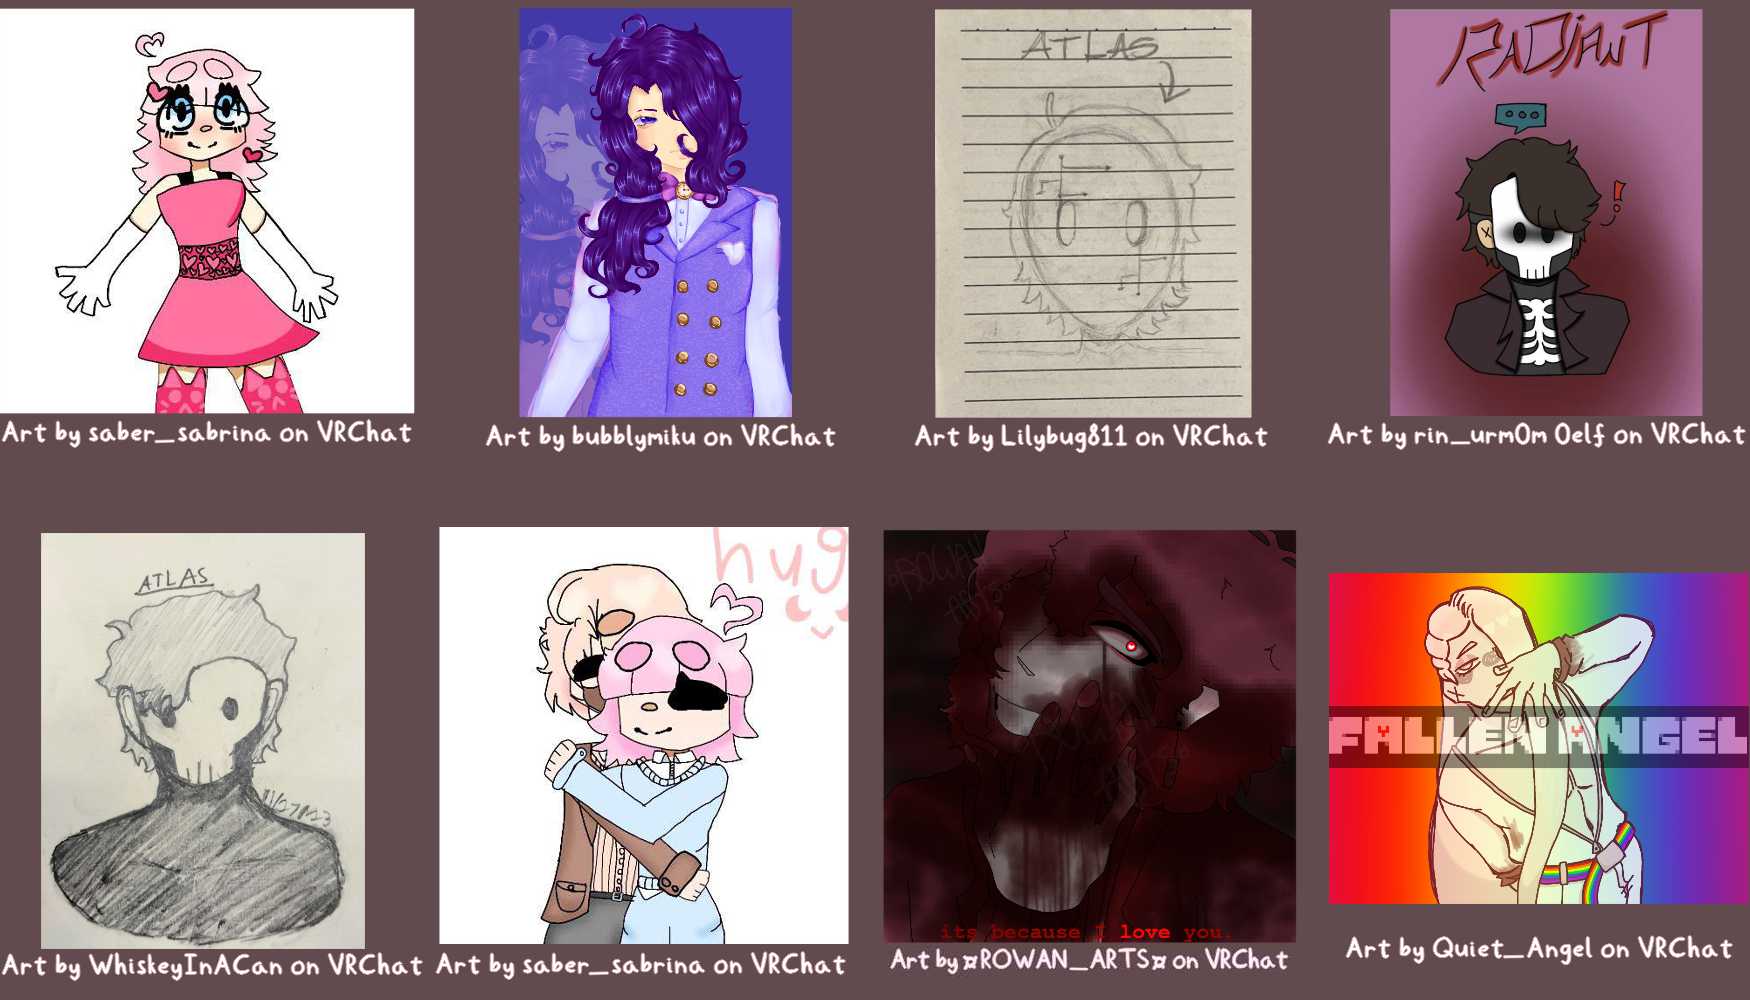 ATLAS
RADiANT
Art by saber_sabrina on VRChat
Art by bubblymiku on VRChat
Art by Lilybug811 on VRChat
Art by rin_urm0m 0elf on VRChat
ATLAS
hug
its because I love you.
FALLEN ANGEL
Art by WhiskeyInACan on VRChat
Art by saber_sabrina on VRChat
Art by ¤ROWAN_ARTS¤ on VRChat
Art by Quiet_Angel on VRChat